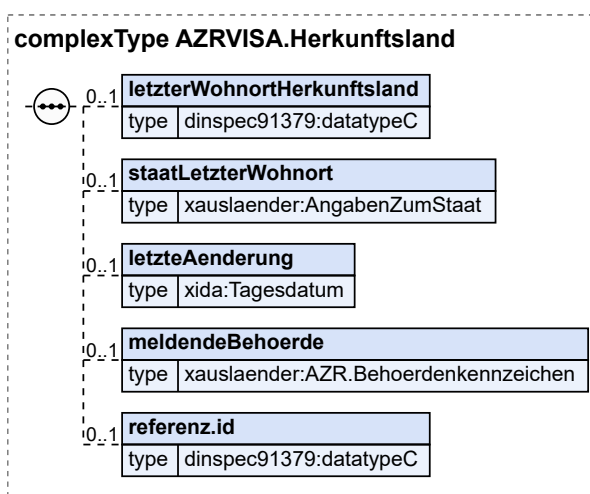 complexType AZRVISA.Herkunftsland
0..1 letzterWohnortHerkunftsland
type dinspec91379:datatypeC
0..1 staatLetzterWohnort
type xauslaender:AngabenZumStaat
0..1 letzteAenderung
type xida:Tagesdatum
0..1 meldendeBehoerde
type xauslaender:AZR.Behoerdenkennzeichen
0..1 referenz.id
type dinspec91379:datatypeC